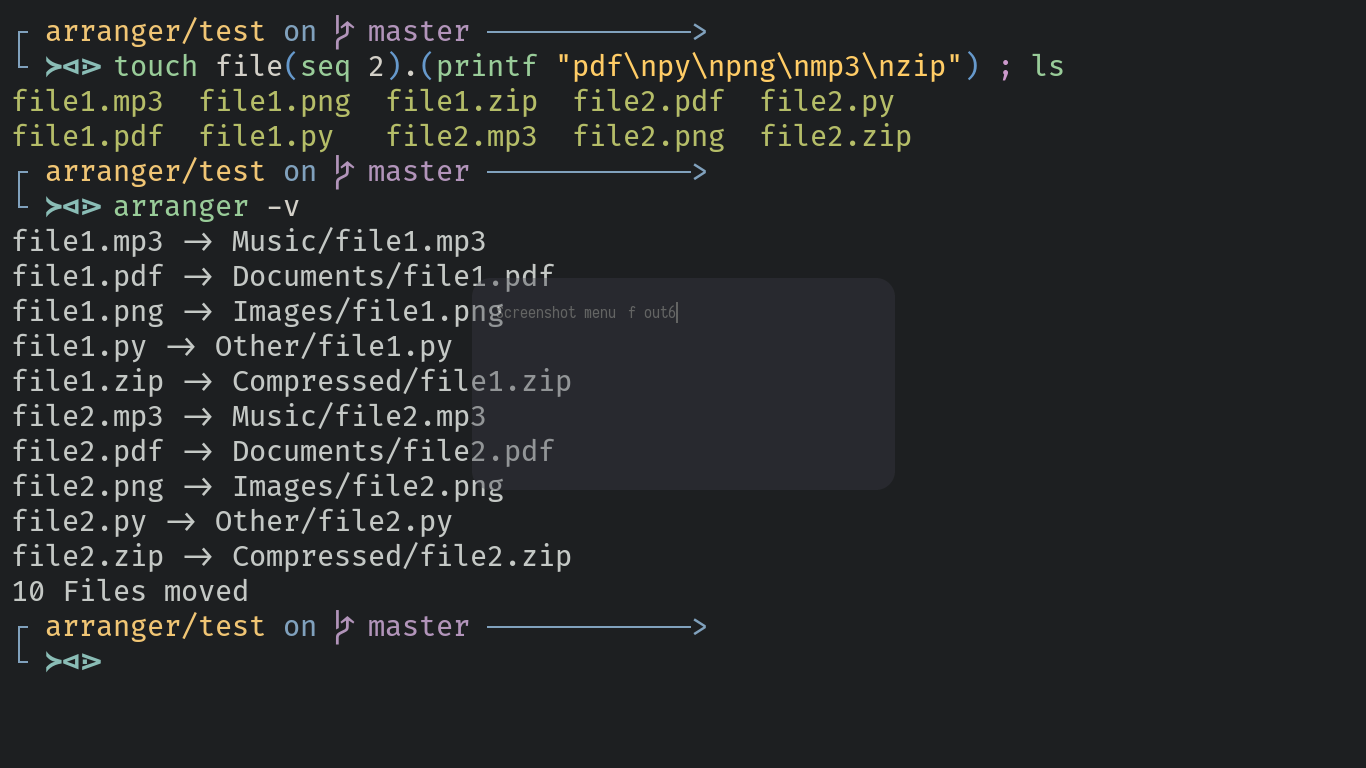 arranger/test on master ─────────>
touch file(seq 2).(printf "pdf\npy\npng\nmp3\nzip") ; ls
file1.mp3 file1.png file1.zip file2.pdf file2.py
file1.pdf file1.py file2.mp3 file2.png file2.zip
arranger/test on master ─────────>
arranger -v
file1.mp3 -> Music/file1.mp3
file1.pdf -> Documents/file1.pdf
file1.png -> Images/file1.png
screenshot menu f out6
file1.py -> Other/file1.py
file1.zip -> Compressed/file1.zip
file2.mp3 -> Music/file2.mp3
file2.pdf -> Documents/file2.pdf
file2.png -> Images/file2.png
file2.py -> Other/file2.py
file2.zip -> Compressed/file2.zip
10 Files moved
arranger/test on master ─────────>